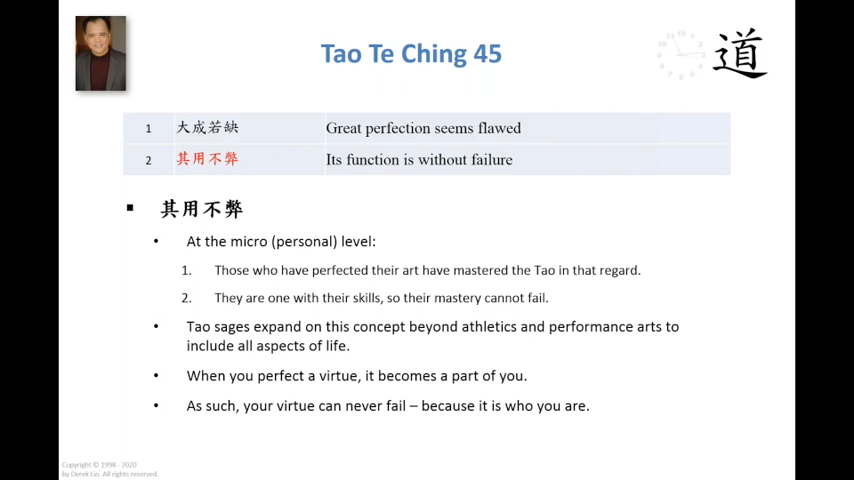 Tao Te Ching 45
道
1 大成若缺 Great perfection seems flawed
2 其用不弊 Its function is without failure
▪ 其用不弊
• At the micro (personal) level:
1. Those who have perfected their art have mastered the Tao in that regard.
2. They are one with their skills, so their mastery cannot fail.
• Tao sages expand on this concept beyond athletics and performance arts to
include all aspects of life.
• When you perfect a virtue, it becomes a part of you.
• As such, your virtue can never fail – because it is who you are.
Copyright © 1998 - 2020
by Derek Lin. All rights reserved.